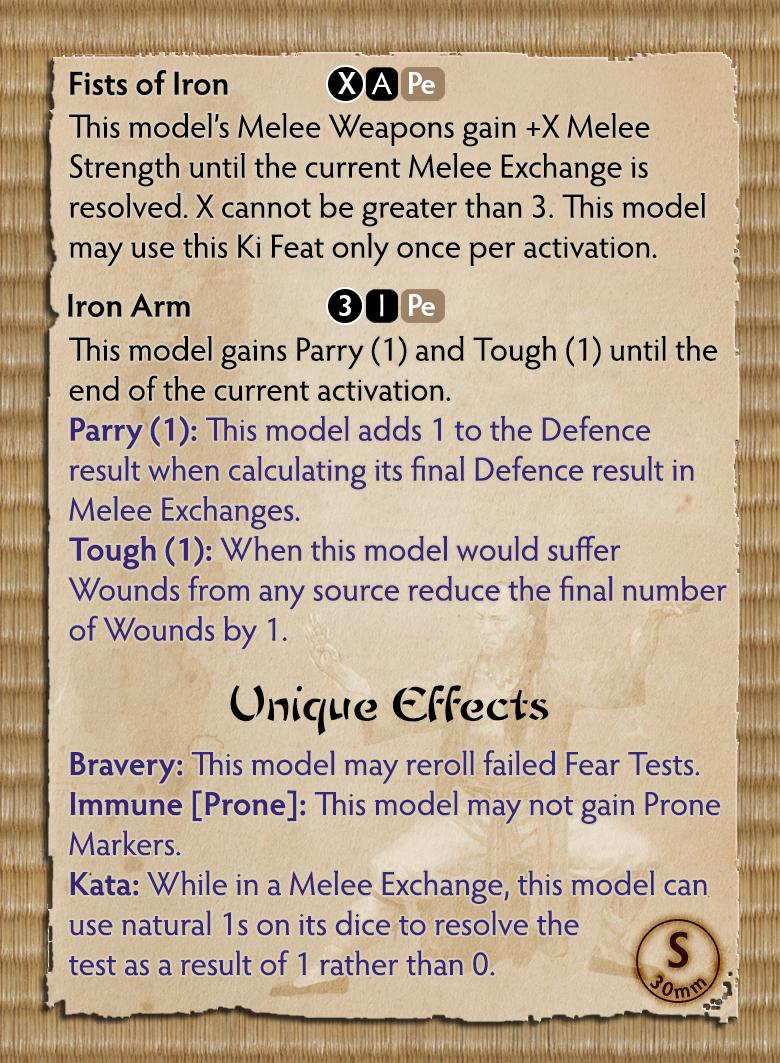 Fists of Iron X A Pe
This model's Melee Weapons gain +X Melee
Strength until the current Melee Exchange is
resolved. X cannot be greater than 3. This model
may use this Ki Feat only once per activation.
Iron Arm 3 I Pe
This model gains Parry (1) and Tough (1) until the
end of the current activation.
Parry (1): This model adds 1 to the Defence
result when calculating its final Defence result in
Melee Exchanges.
Tough (1): When this model would suffer
Wounds from any source reduce the final number
of Wounds by 1.
Unique Effects
Bravery: This model may reroll failed Fear Tests.
Immune [Prone]: This model may not gain Prone
Markers.
Kata: While in a Melee Exchange, this model can
use natural 1s on its dice to resolve the
test as a result of 1 rather than 0.
S
30mm